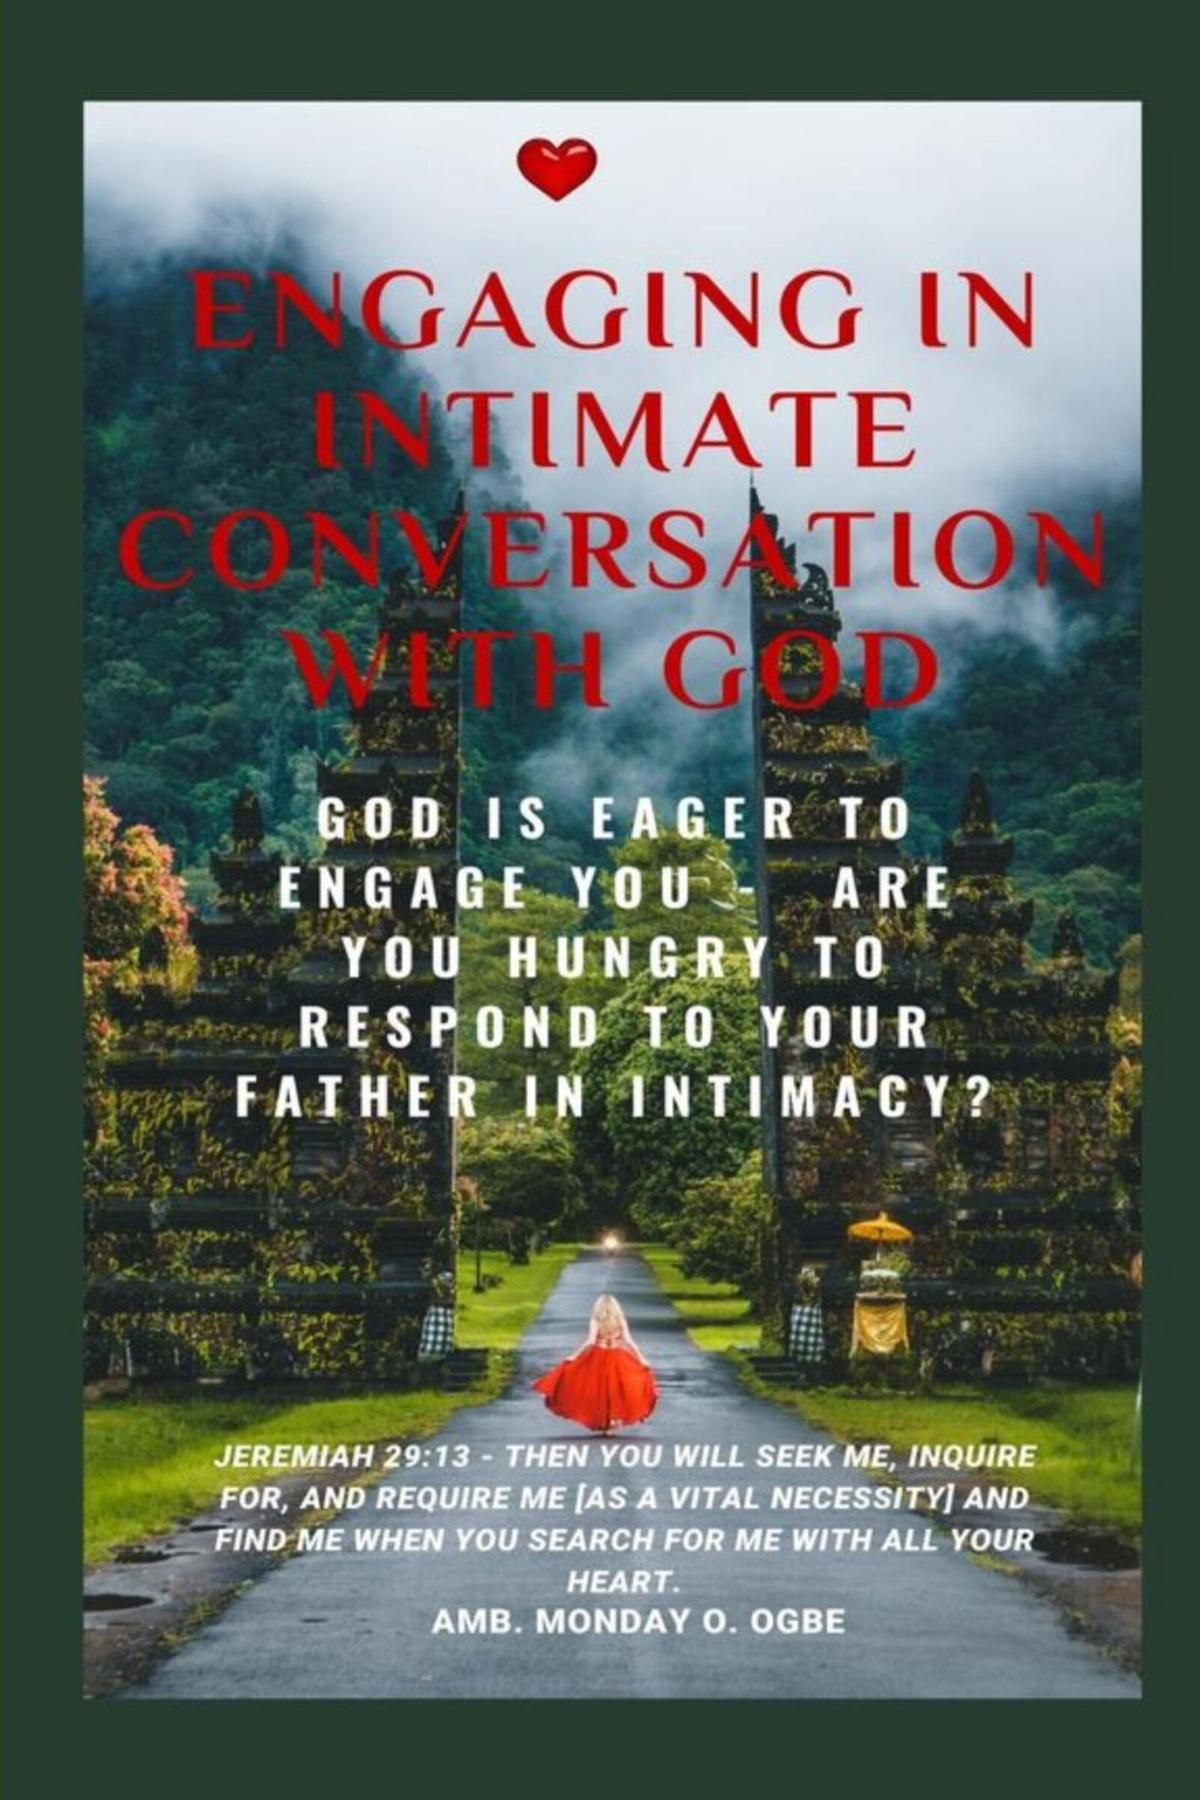 ENGAGING IN
INTIMATE
CONVERSATION
WITH GOD
GOD IS EAGER TO
ENGAGE YOU - ARE
YOU HUNGRY TO
RESPOND TO YOUR
FATHER IN INTIMACY?
JEREMIAH 29:13 - THEN YOU WILL SEEK ME, INQUIRE
FOR, AND REQUIRE ME [AS A VITAL NECESSITY] AND
FIND ME WHEN YOU SEARCH FOR ME WITH ALL YOUR
HEART.
AMB. MONDAY O. OGBE